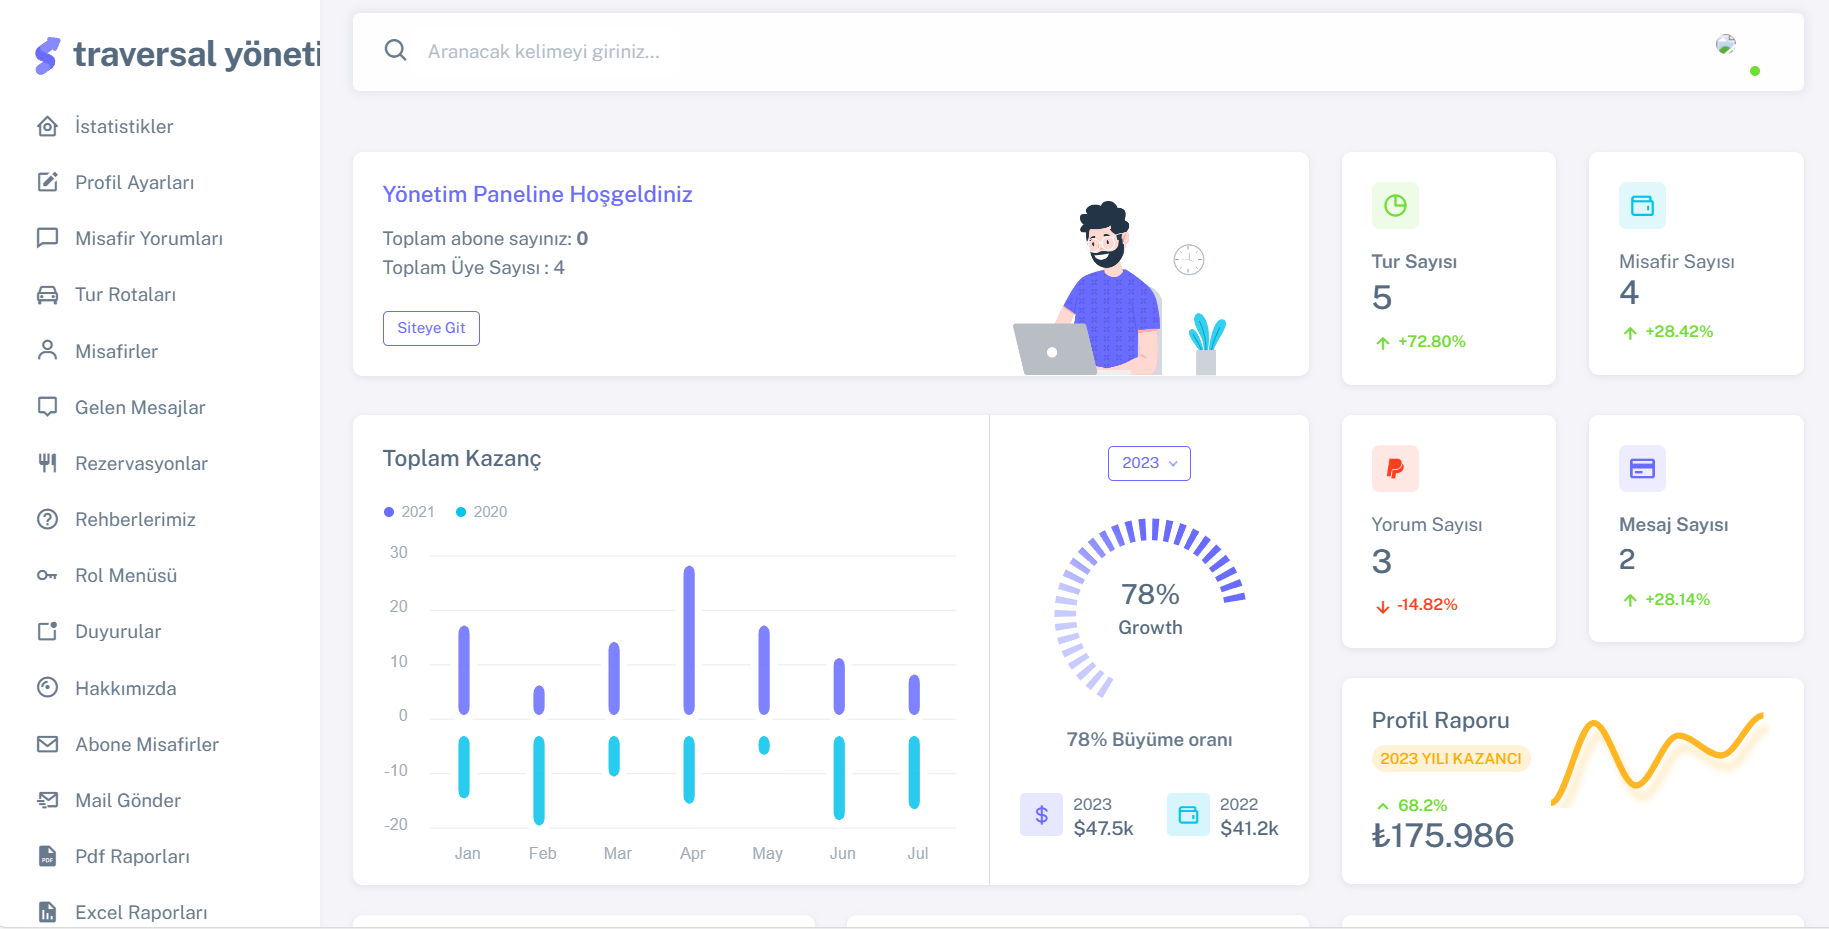 traversal yöneti
İstatistikler
Profil Ayarları
Misafir Yorumları
Tur Rotaları
Misafirler
Gelen Mesajlar
Rezervasyonlar
Rehberlerimiz
Rol Menüsü
Duyurular
Hakkımızda
Abone Misafirler
Mail Gönder
Pdf Raporları
Excel Raporları
Aranacak kelimeyi giriniz...
Yönetim Paneline Hoşgeldiniz
Toplam abone sayınız: 0
Toplam Üye Sayısı : 4
Siteye Git
Tur Sayısı
5
+72.80%
Misafir Sayısı
4
+28.42%
Toplam Kazanç
2021 2020
30
20
10
0
-10
-20
Jan Feb Mar Apr May Jun Jul
2023
78%
Growth
78% Büyüme oranı
$
2023
$47.5k
2022
$41.2k
Yorum Sayısı
3
-14.82%
Mesaj Sayısı
2
+28.14%
Profil Raporu
2023 YILI KAZANCI
68.2%
₺175.986
PDF